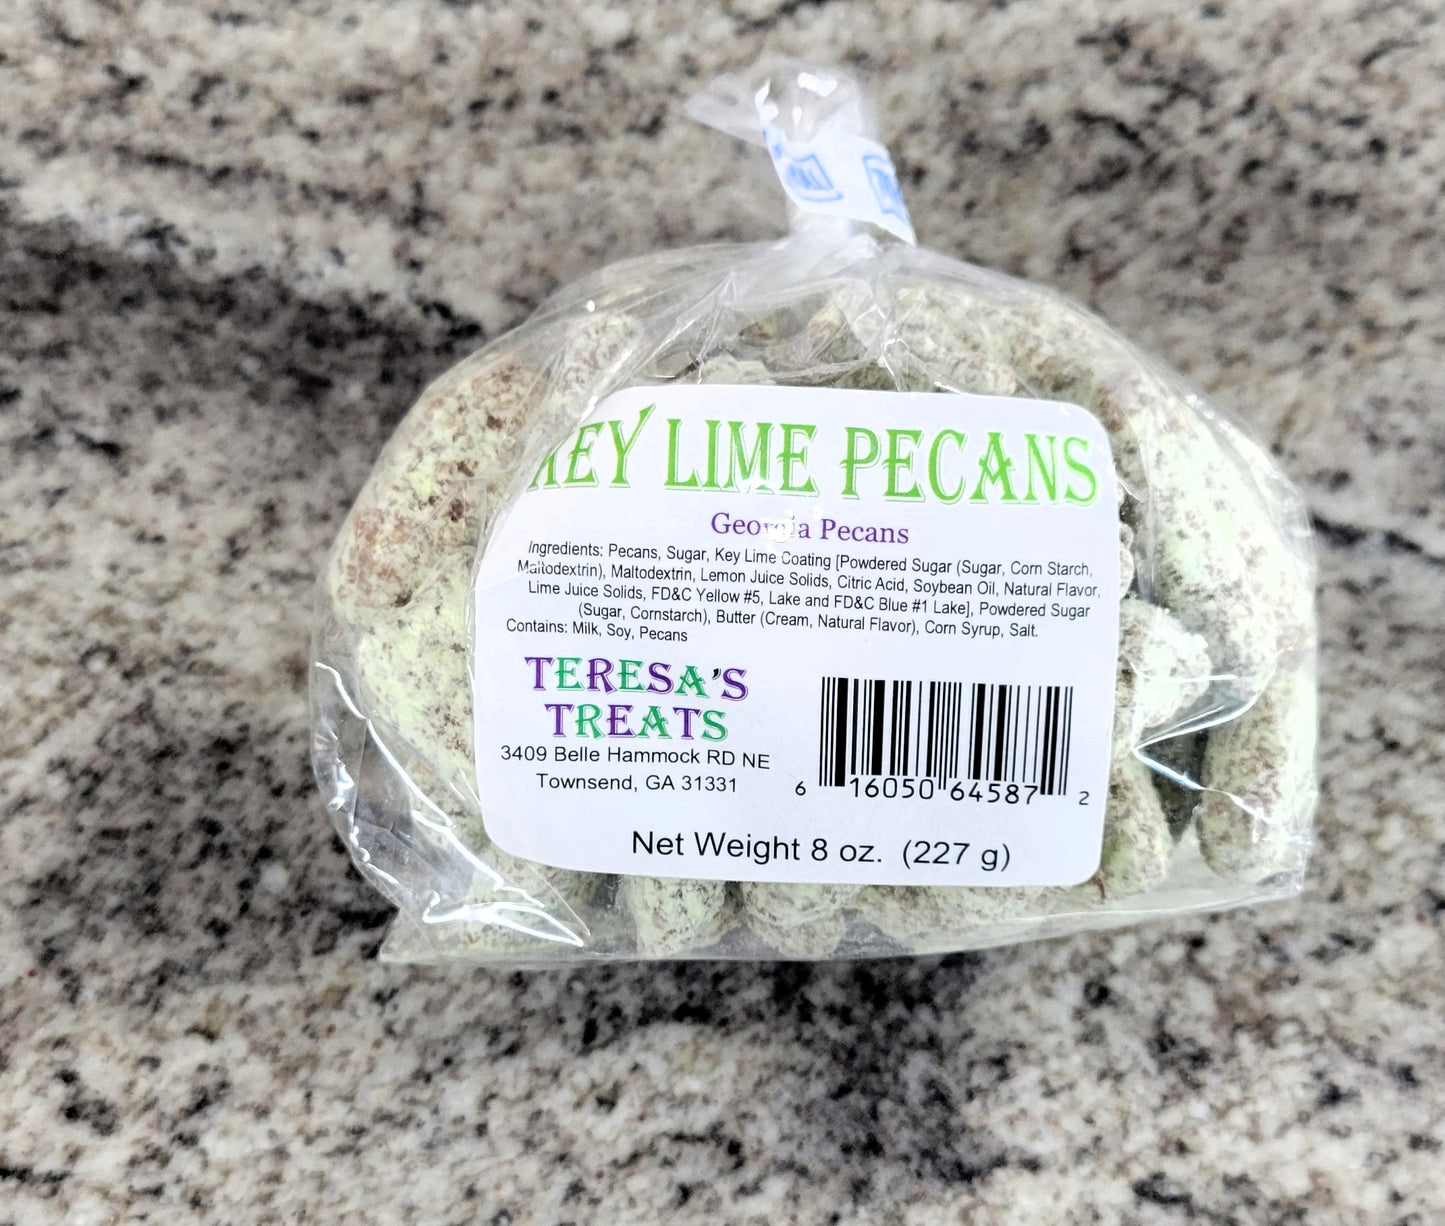 KEY LIME PECANS
Georgia Pecans
Ingredients: Pecans, Sugar, Key Lime Coating [Powdered Sugar (Sugar, Corn Starch,
Maltodextrin), Maltodextrin, Lemon Juice Solids, Citric Acid, Soybean Oil, Natural Flavor,
Lime Juice Solids, FD&C Yellow #5, Lake and FD&C Blue #1 Lake], Powdered Sugar
(Sugar, Cornstarch), Butter (Cream, Natural Flavor), Corn Syrup, Salt.
Contains: Milk, Soy, Pecans
TERESA'S
TREATS
3409 Belle Hammock RD NE
Townsend, GA 31331
6 16050 64587 2
Net Weight 8 oz. (227 g)